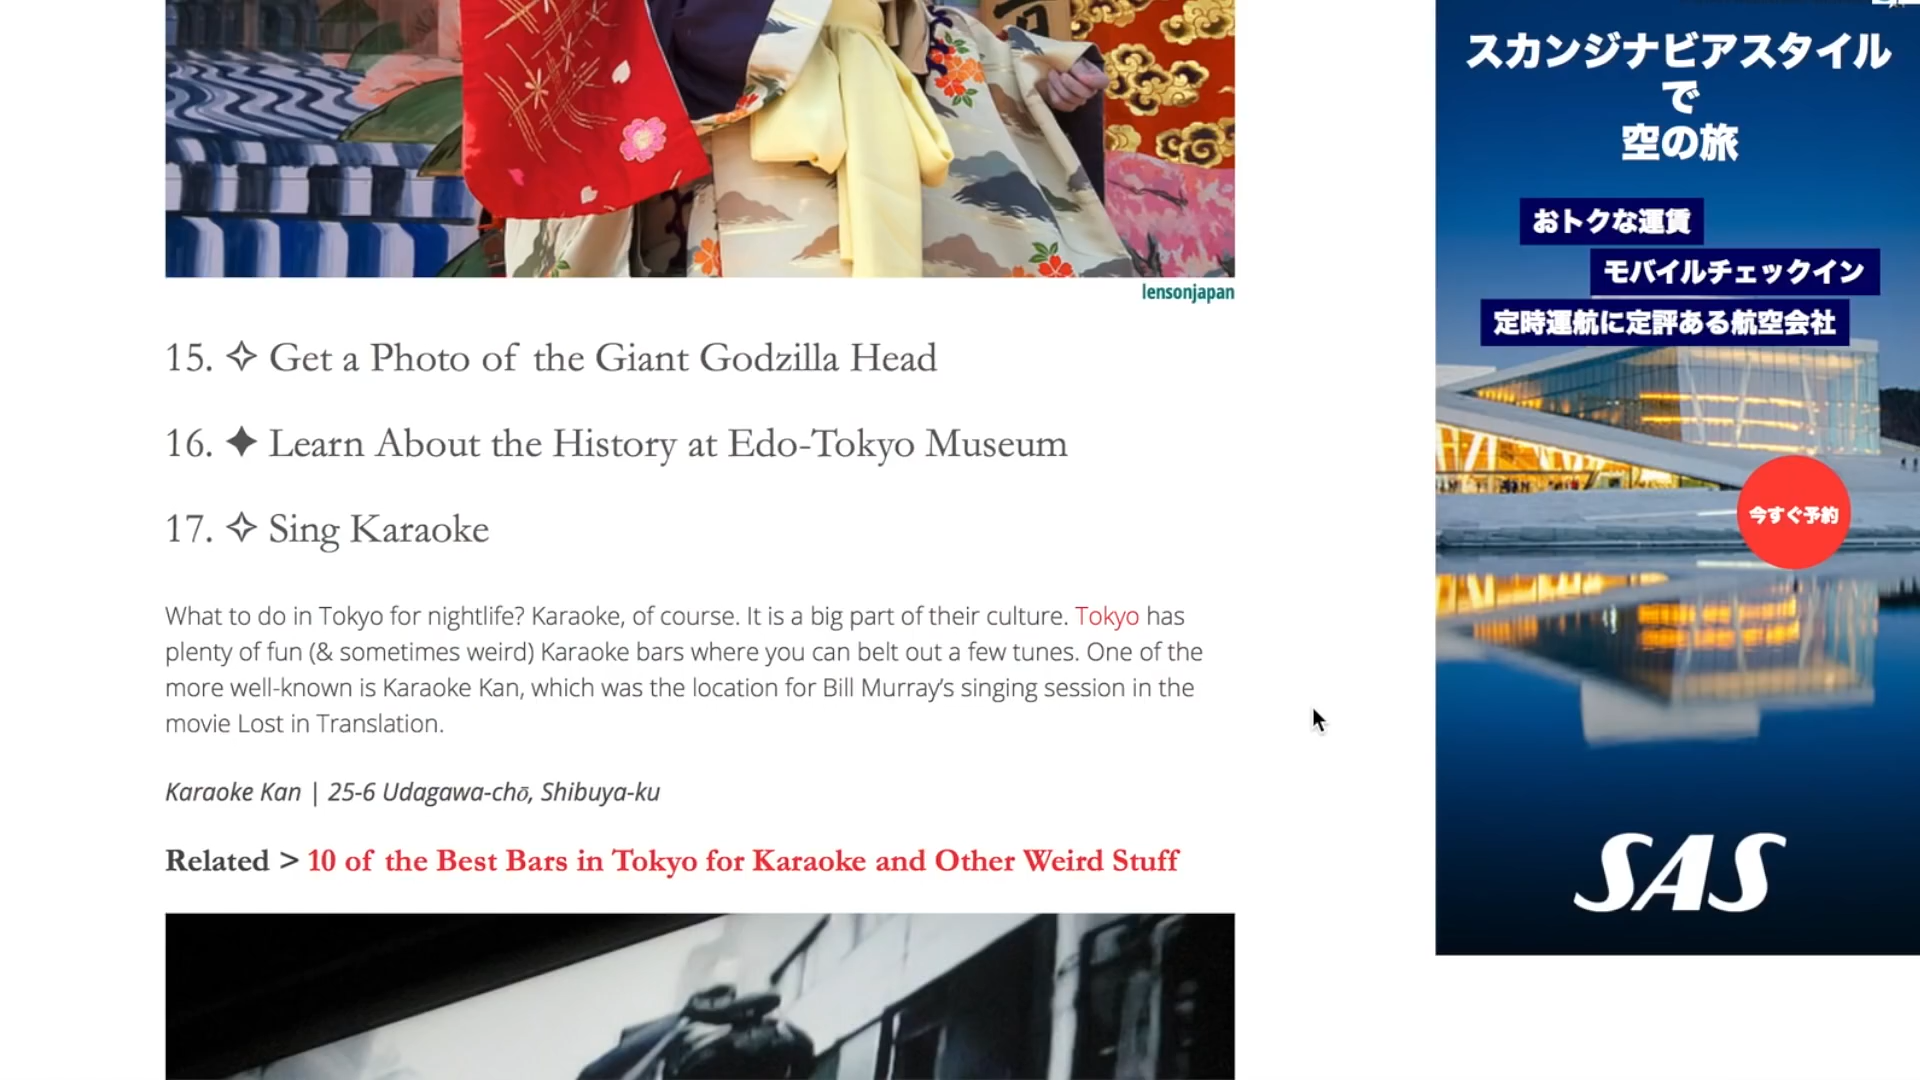 lensonjapan
15. ✧ Get a Photo of the Giant Godzilla Head
16. ✦ Learn About the History at Edo-Tokyo Museum
17. ✧ Sing Karaoke
What to do in Tokyo for nightlife? Karaoke, of course. It is a big part of their culture. Tokyo has
plenty of fun (& sometimes weird) Karaoke bars where you can belt out a few tunes. One of the
more well-known is Karaoke Kan, which was the location for Bill Murray’s singing session in the
movie Lost in Translation.
Karaoke Kan | 25-6 Udagawa-chō, Shibuya-ku
Related > 10 of the Best Bars in Tokyo for Karaoke and Other Weird Stuff
スカンジナビアスタイル
で
空の旅
おトクな運賃
モバイルチェックイン
定時運航に定評ある航空会社
今すぐ予約
SAS